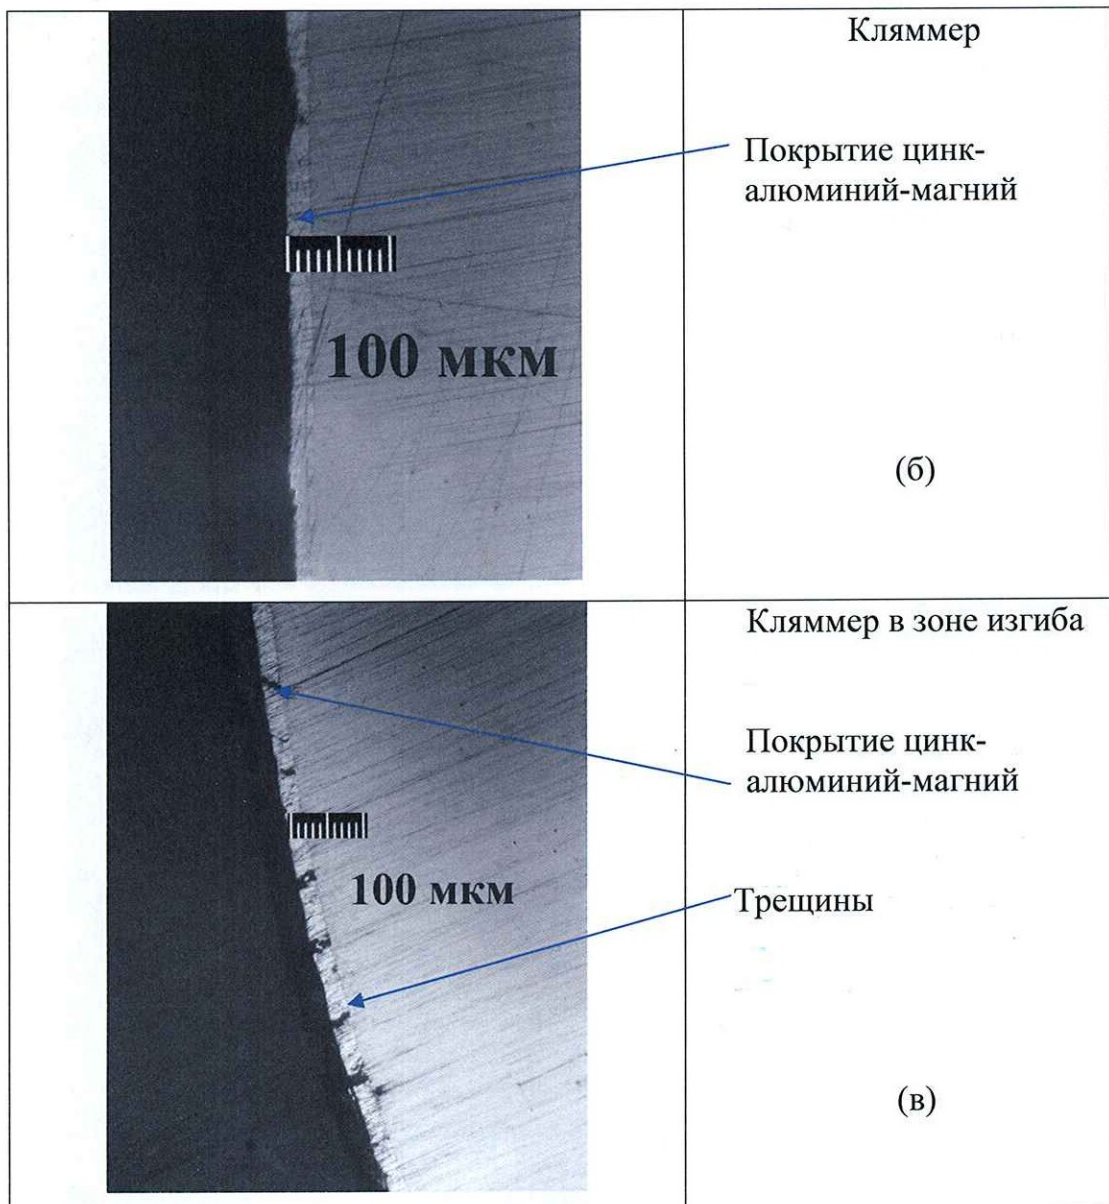 Кляммер
Покрытие цинк-
алюминий-магний
100 мкм
(б)
Кляммер в зоне изгиба
Покрытие цинк-
алюминий-магний
100 мкм
Трещины
(в)